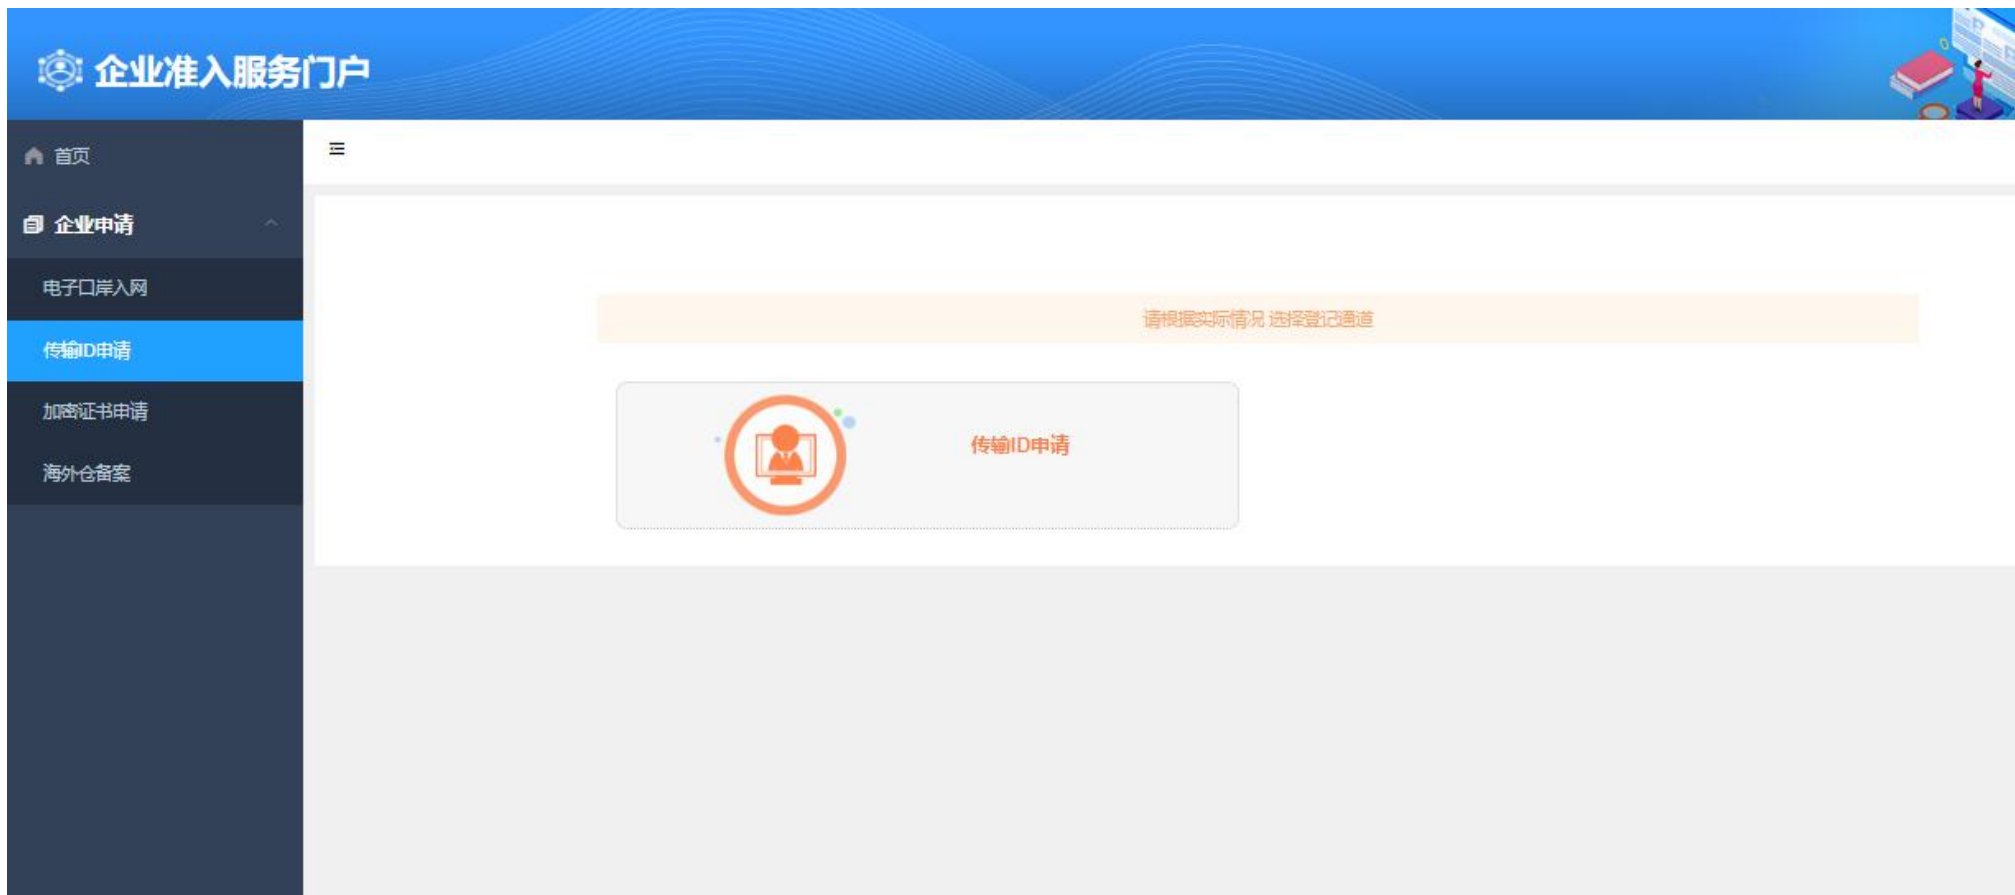 企业准入服务门户
首页
企业申请
电子口岸入网
传输ID申请
加密证书申请
海外仓备案
请根据实际情况 选择登记通道
传输ID申请